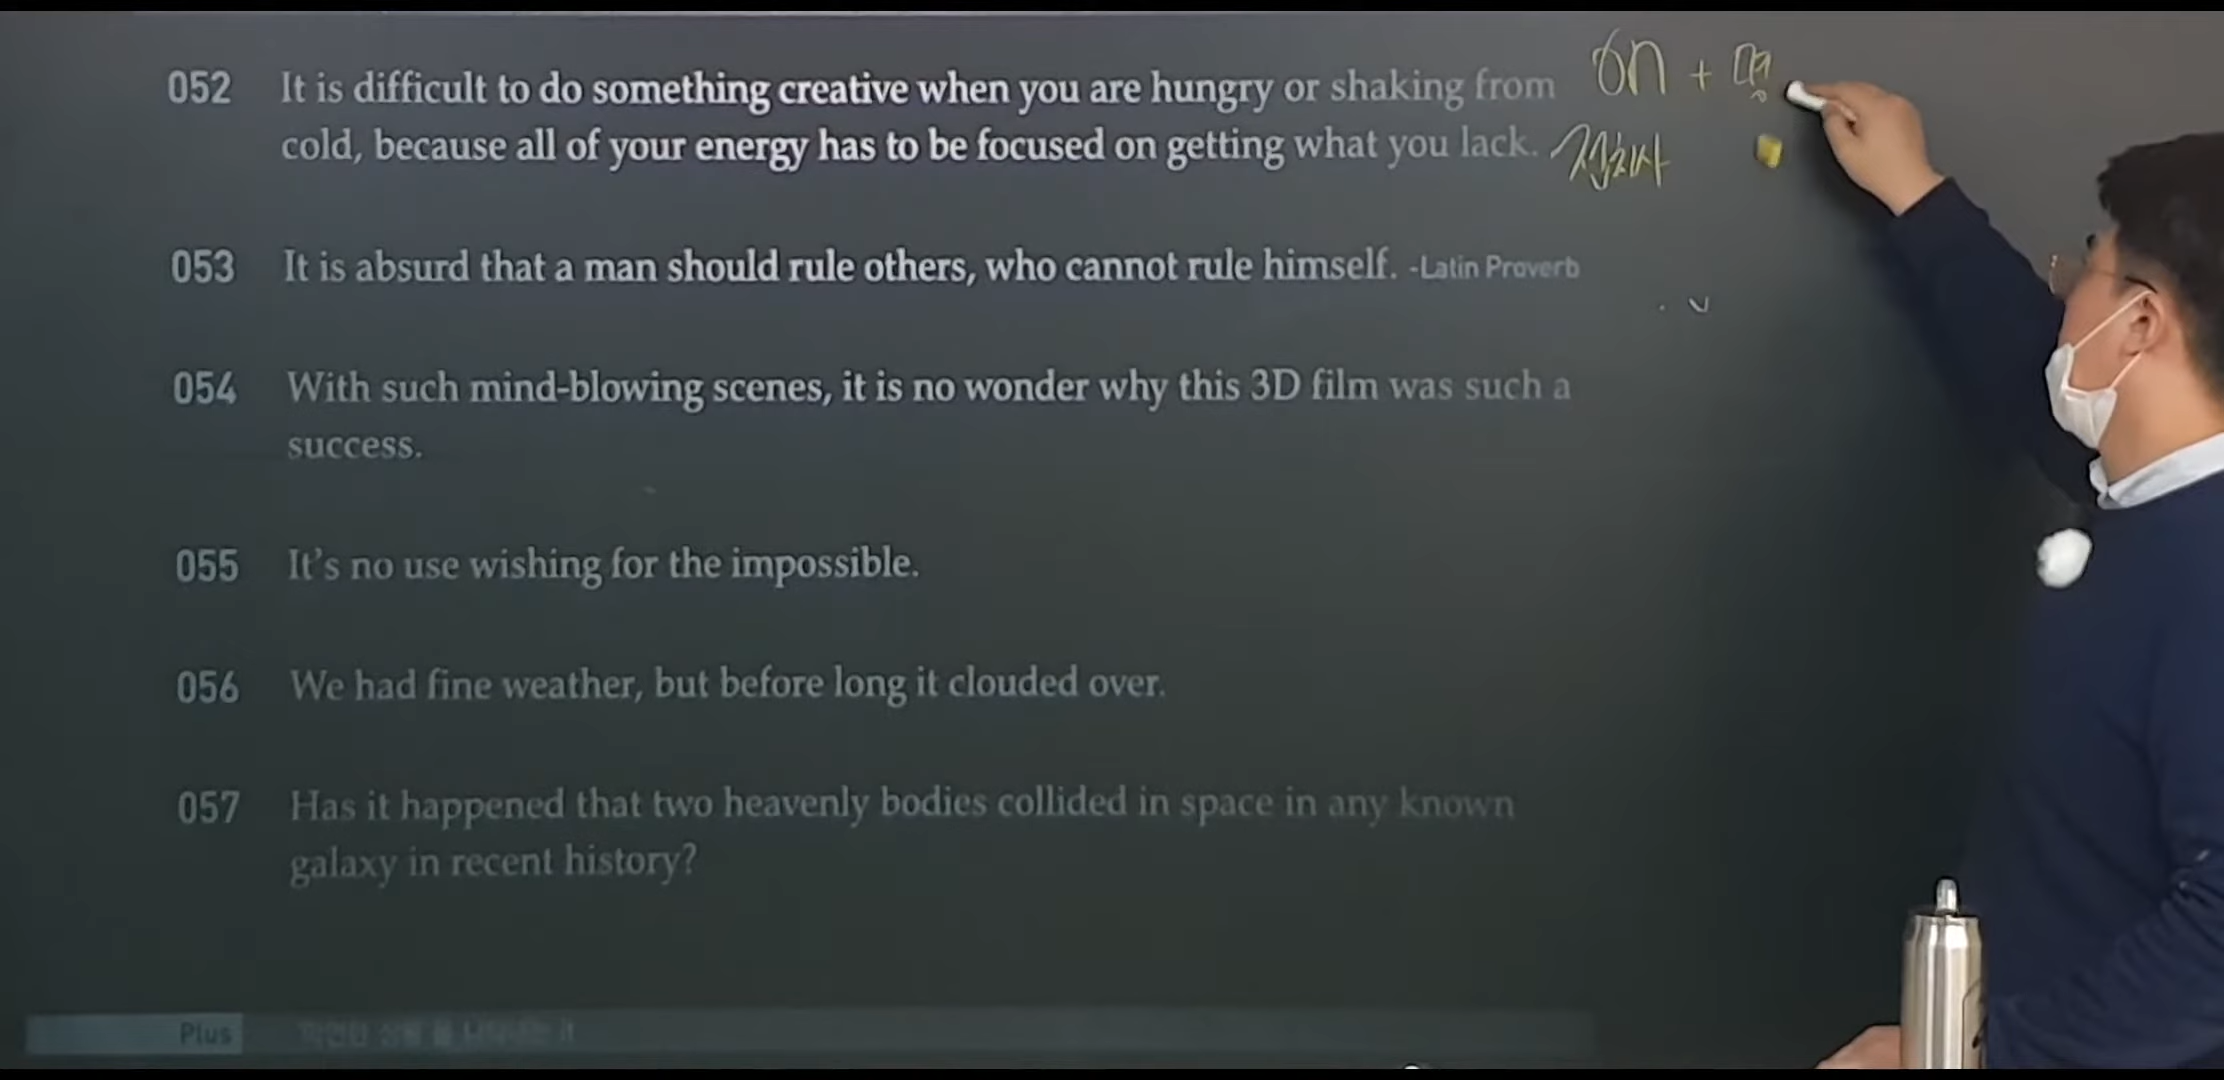 052 It is difficult to do something creative when you are hungry or shaking from
cold, because all of your energy has to be focused on getting what you lack.
on + 명
전치사
053 It is absurd that a man should rule others, who cannot rule himself. -Latin Proverb
054 With such mind-blowing scenes, it is no wonder why this 3D film was such a
success.
055 It's no use wishing for the impossible.
056 We had fine weather, but before long it clouded over.
057 Has it happened that two heavenly bodies collided in space in any known
galaxy in recent history?
Plus it